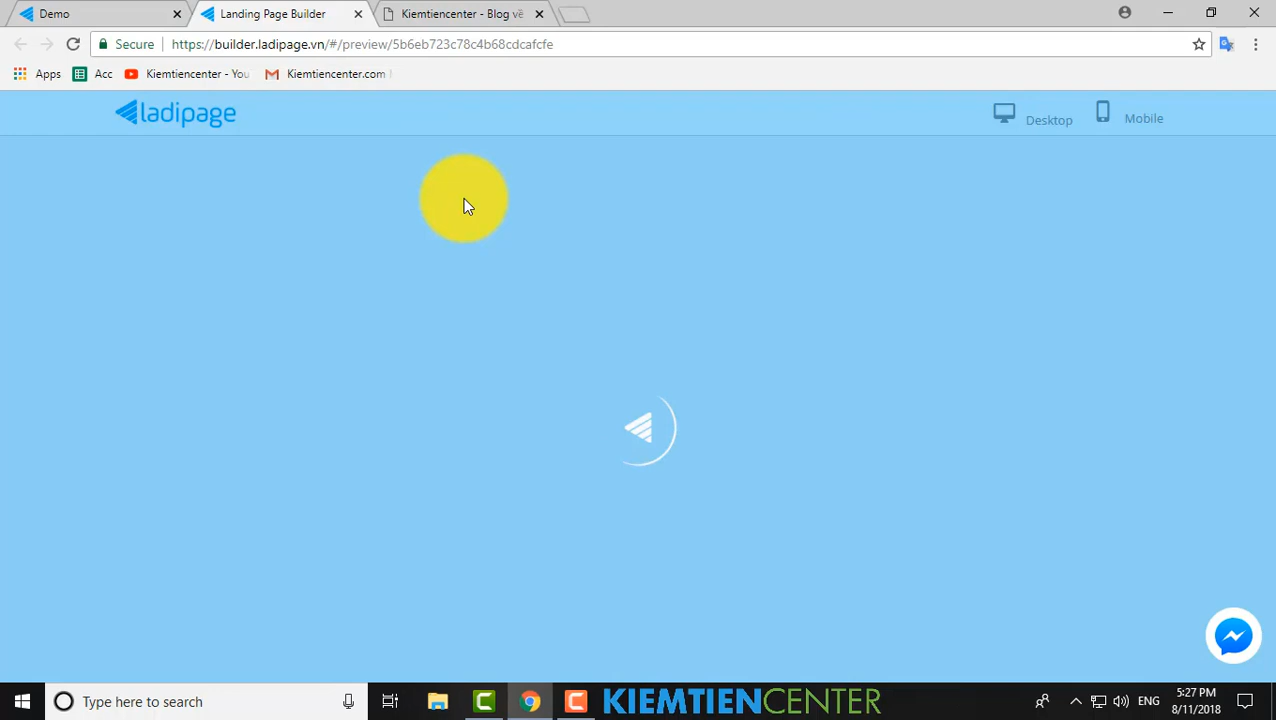 Demo
Landing Page Builder
Kiemtiencenter - Blog về
Secure
https://builder.ladipage.vn/#/preview/5b6eb723c78c4b68cdcafcfe
Apps
Acc
Kiemtiencenter - You
Kiemtiencenter.com
ladipage
Desktop
Mobile
Type here to search
KIEMTIENCENTER
ENG
5:27 PM
8/11/2018